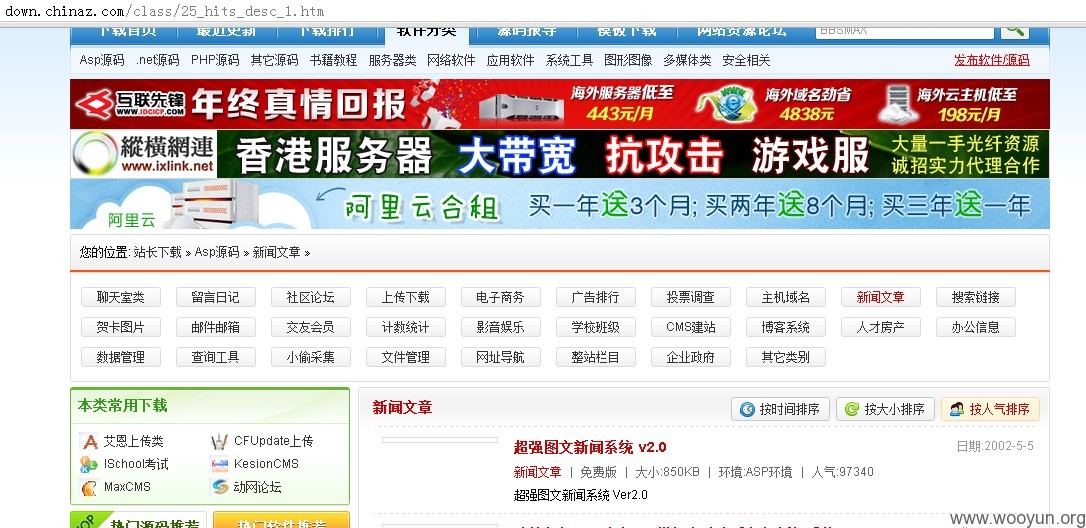 down.chinaz.com/class/25_hits_desc_1.htm
下载首页 最近更新 下载排行 软件分类 源码报导 模板下载 网站资源论坛 BBSMAX
Asp源码 .net源码 PHP源码 其它源码 书籍教程 服务器类 网络软件 应用软件 系统工具 图形图像 多媒体类 安全相关 发布软件/源码
互联先锋 www.IDCICP.com 年终真情回报 海外服务器低至 443元/月 海外域名劲省 4838元 海外云主机低至 198元/月
縱橫網連 www.ixlink.net 香港服务器 大带宽 抗攻击 游戏服 大量一手光纤资源 诚招实力代理合作
阿里云 阿里云合租 买一年送3个月; 买两年送8个月; 买三年送一年
您的位置: 站长下载 » Asp源码 » 新闻文章 »
聊天室类 留言日记 社区论坛 上传下载 电子商务 广告排行 投票调查 主机域名 新闻文章 搜索链接
贺卡图片 邮件邮箱 交友会员 计数统计 影音娱乐 学校班级 CMS建站 博客系统 人才房产 办公信息
数据管理 查询工具 小偷采集 文件管理 网址导航 整站栏目 企业政府 其它类别
本类常用下载
艾恩上传类 CFUpdate上传
ISchool考试 KesionCMS
MaxCMS 动网论坛
TOP 热门源码推荐 热门软件推荐
新闻文章 按时间排序 按大小排序 按人气排序
超强图文新闻系统 v2.0 日期:2002-5-5
新闻文章 | 免费版 | 大小:850KB | 环境:ASP环境 | 人气:97340
超强图文新闻系统 Ver2.0
www.wooyun.org